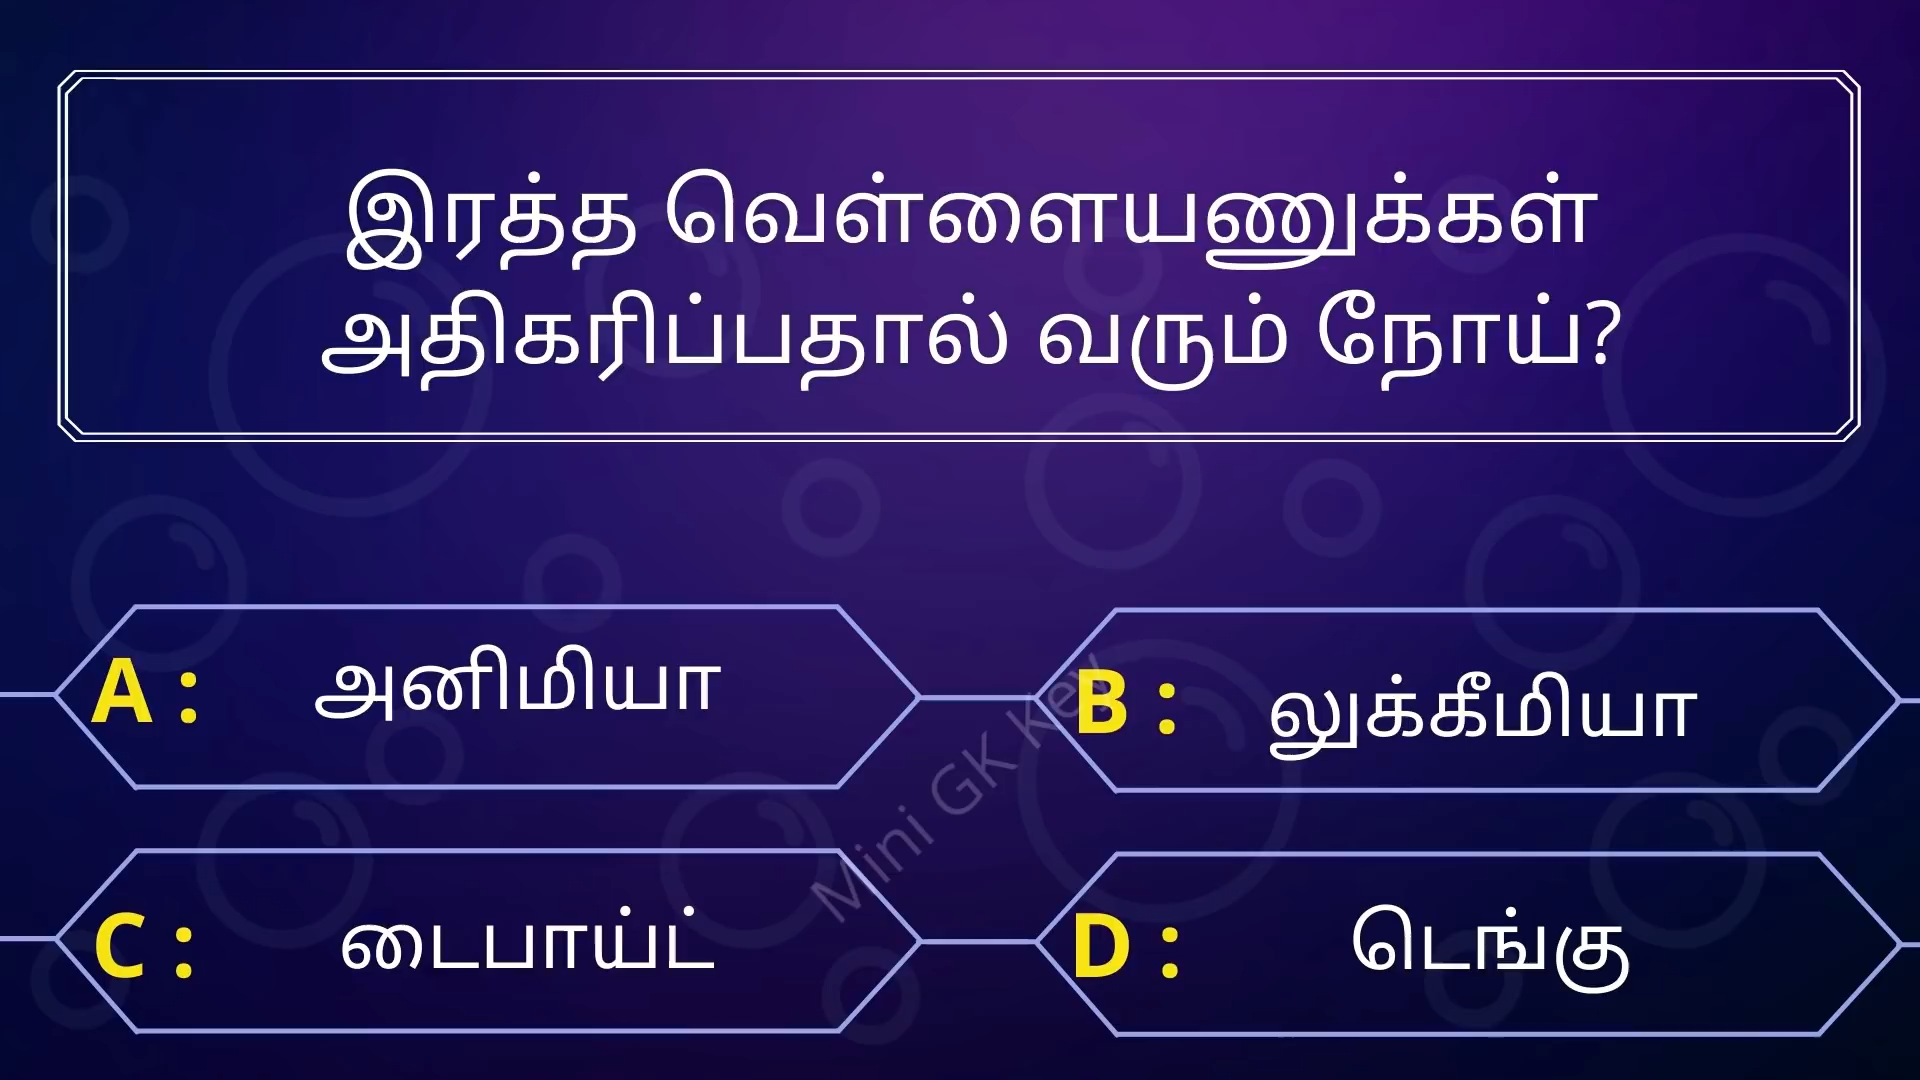 இரத்த வெள்ளையணுக்கள்
அதிகரிப்பதால் வரும் நோய்?
A : அனிமியா
B : லுக்கீமியா
C : டைபாய்ட்
D : டெங்கு
Mini GK Key